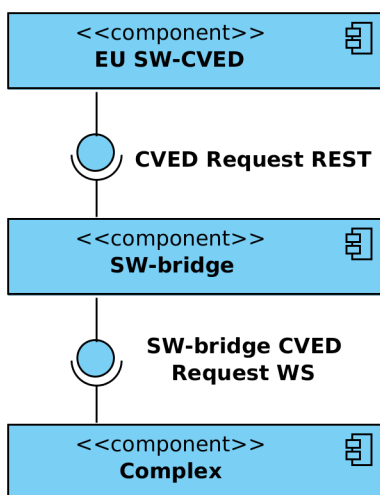 <<component>>
EU SW-CVED
CVED Request REST
<<component>>
SW-bridge
SW-bridge CVED
Request WS
<<component>>
Complex